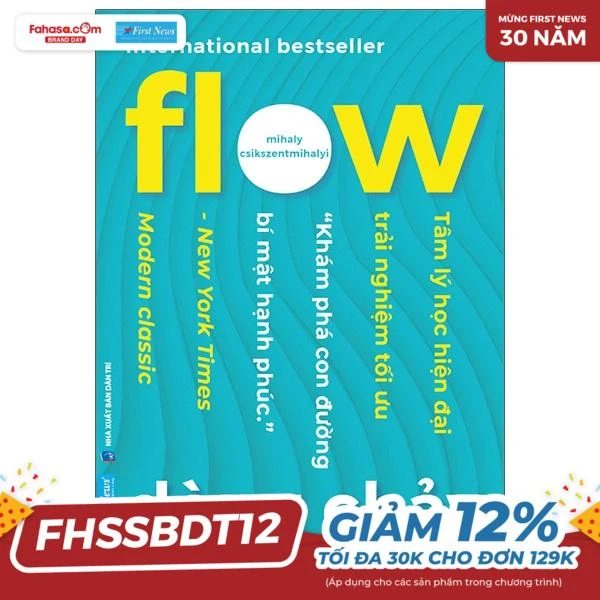 Fahasa.com
BRAND DAY
First News
MỪNG FIRST NEWS
30 NĂM
international bestseller
flow
mihaly
csikszentmihalyi
Tâm lý học hiện đại
trải nghiệm tối ưu
“Khám phá con đường
bí mật hạnh phúc.”
- New York Times
Modern classic
NHÀ XUẤT BẢN DÂN TRÍ
FHSSBDT12
GIẢM 12%
TỐI ĐA 30K CHO ĐƠN 129K
(Áp dụng cho các sản phẩm trong chương trình)